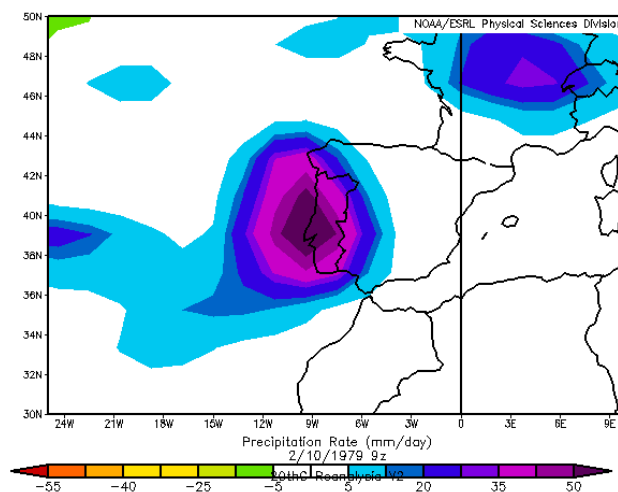 NOAA/ESRL Physical Sciences Division
50N
48N
46N
44N
42N
40N
38N
36N
34N
32N
30N
24W 21W 18W 15W 12W 9W 6W 3W 0 3E 6E 9E
Precipitation Rate (mm/day)
2/10/1979 9z
20thC Reanalysis V2
-55 -40 -25 -5 5 20 35 50